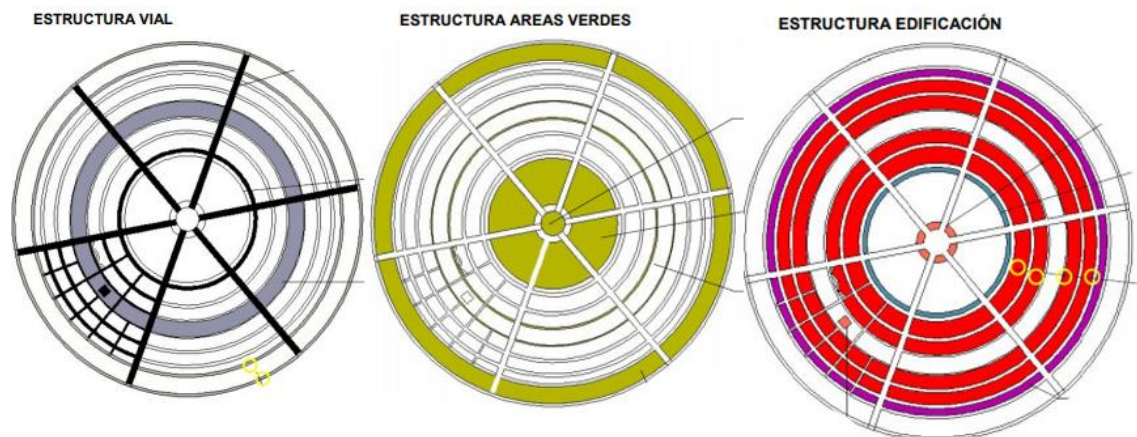 ESTRUCTURA VIAL
ESTRUCTURA AREAS VERDES
ESTRUCTURA EDIFICACIÓN